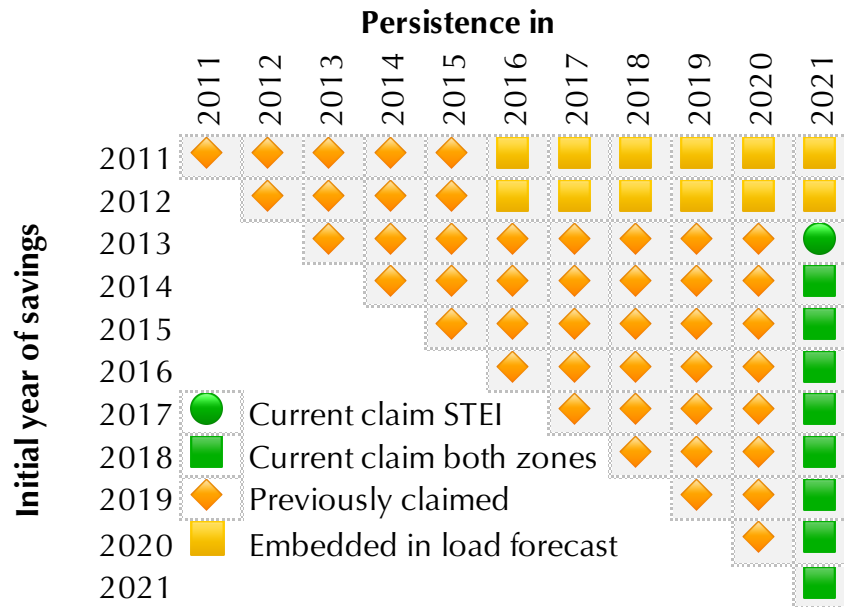 Persistence in
2011 2012 2013 2014 2015 2016 2017 2018 2019 2020 2021
Initial year of savings
2011
2012
2013
2014
2015
2016
2017
Current claim STEI
2018
Current claim both zones
2019
Previously claimed
2020
Embedded in load forecast
2021